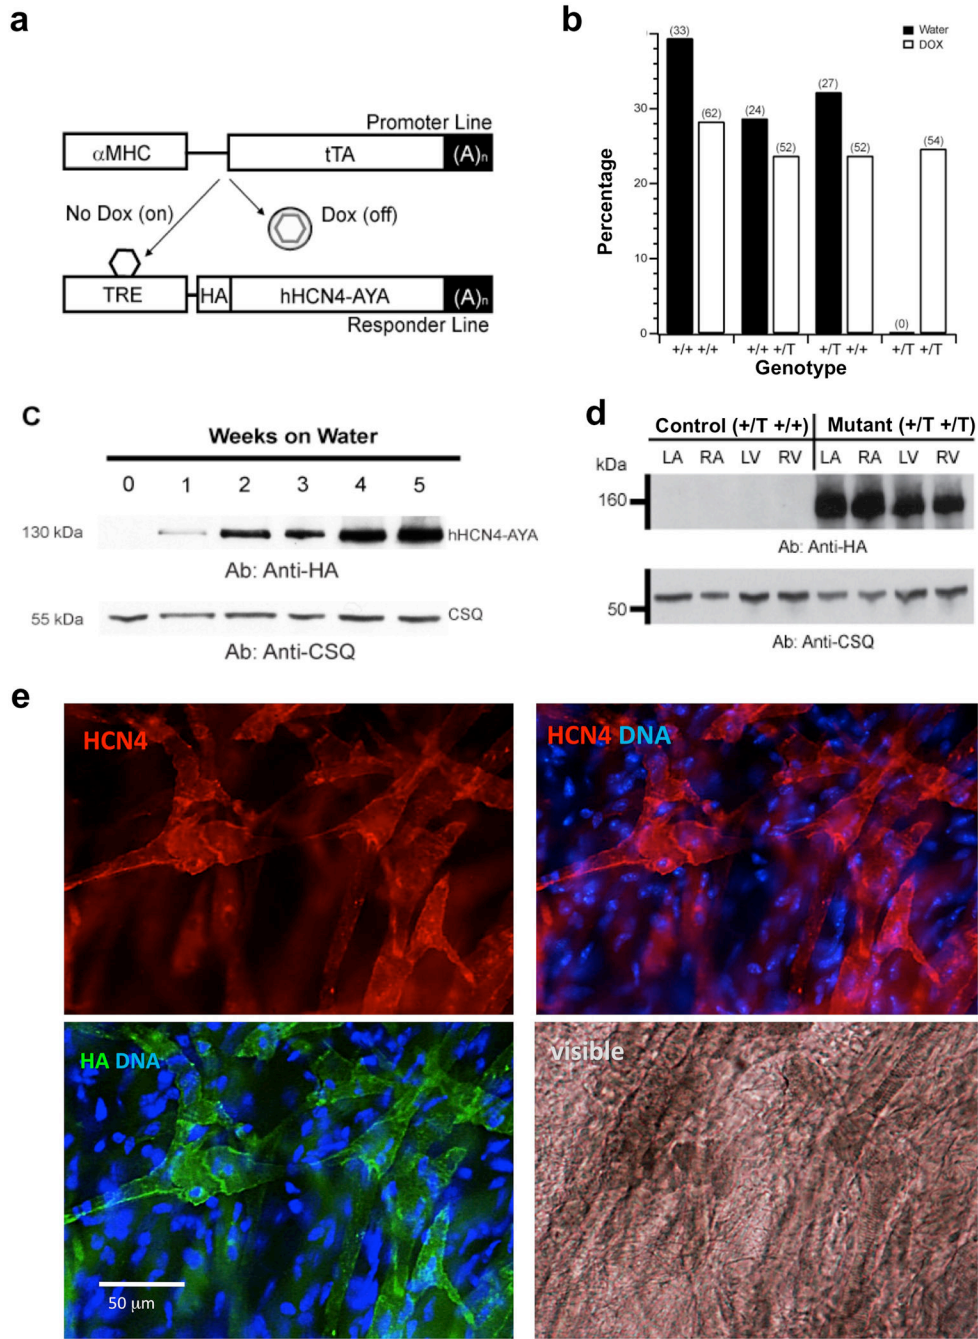 a
Promoter Line
αMHC
tTA
(A)n
No Dox (on)
Dox (off)
TRE
HA
hHCN4-AYA
(A)n
Responder Line
b
Water
DOX
Percentage
30
20
10
0
(33)
(62)
(24)
(52)
(27)
(52)
(0)
(54)
+/+ +/+
+/+ +/T
+/T +/+
+/T +/T
Genotype
c
Weeks on Water
0 1 2 3 4 5
130 kDa
hHCN4-AYA
Ab: Anti-HA
55 kDa
CSQ
Ab: Anti-CSQ
d
Control (+/T +/+) Mutant (+/T +/T)
kDa
LA RA LV RV LA RA LV RV
160
Ab: Anti-HA
50
Ab: Anti-CSQ
e
HCN4
HCN4 DNA
HA DNA
50 µm
visible